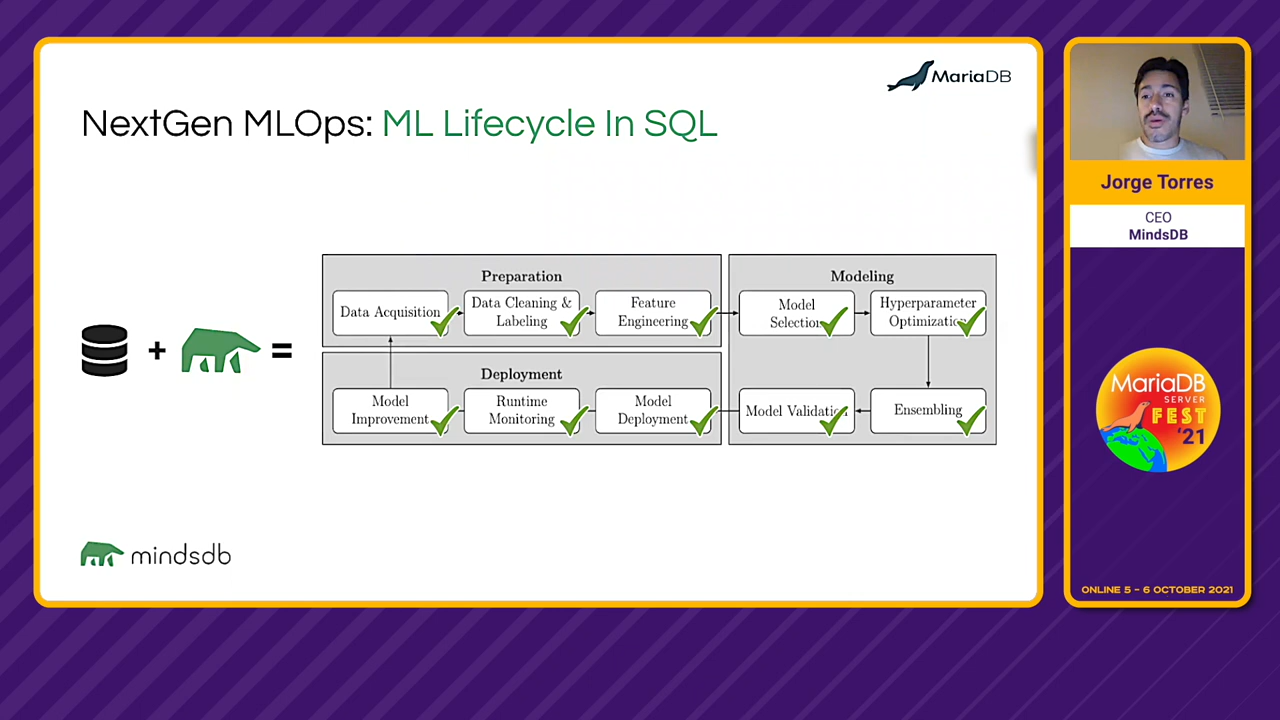 MariaDB
NextGen MLOps: ML Lifecycle In SQL
+
=
Preparation
Data Acquisition
Data Cleaning &
Labeling
Feature
Engineering
Modeling
Model
Selection
Hyperparameter
Optimization
Deployment
Model
Improvement
Runtime
Monitoring
Model
Deployment
Model Validation
Ensembling
mindsdb
Jorge Torres
CEO
MindsDB
MariaDB
SERVER
FEST
'21
ONLINE 5 - 6 OCTOBER 2021